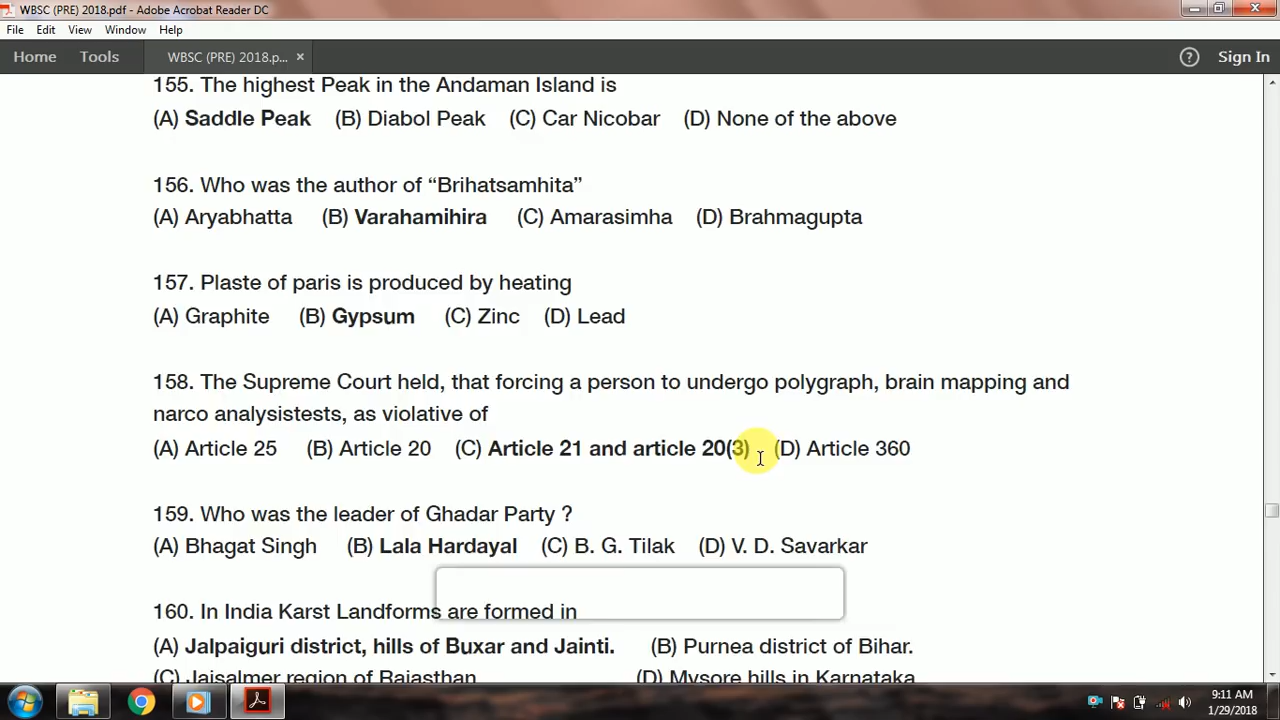 WBSC (PRE) 2018.pdf - Adobe Acrobat Reader DC
File Edit View Window Help
Home Tools WBSC (PRE) 2018.p... × ? Sign In
155. The highest Peak in the Andaman Island is
(A) Saddle Peak (B) Diabol Peak (C) Car Nicobar (D) None of the above
156. Who was the author of “Brihatsamhita”
(A) Aryabhatta (B) Varahamihira (C) Amarasimha (D) Brahmagupta
157. Plaste of paris is produced by heating
(A) Graphite (B) Gypsum (C) Zinc (D) Lead
158. The Supreme Court held, that forcing a person to undergo polygraph, brain mapping and
narco analysistests, as violative of
(A) Article 25 (B) Article 20 (C) Article 21 and article 20(3) (D) Article 360
159. Who was the leader of Ghadar Party ?
(A) Bhagat Singh (B) Lala Hardayal (C) B. G. Tilak (D) V. D. Savarkar
160. In India Karst Landforms are formed in
(A) Jalpaiguri district, hills of Buxar and Jainti. (B) Purnea district of Bihar.
(C) Jaisalmer region of Rajasthan (D) Mysore hills in Karnataka
9:11 AM
1/29/2018